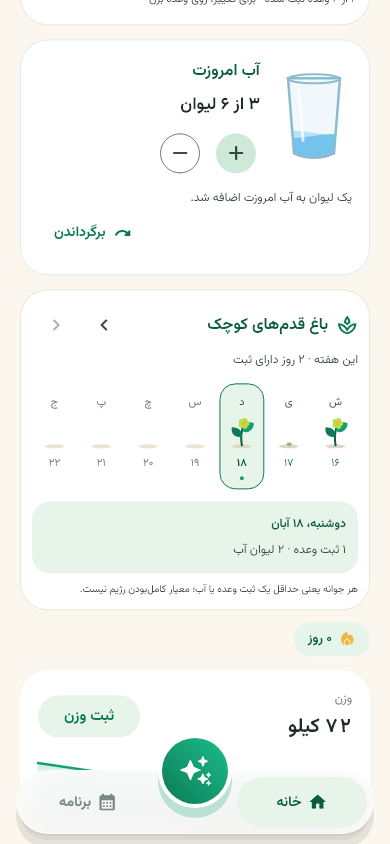 آب امروزت
۳ از ۶ لیوان
یک لیوان به آب امروزت اضافه شد.
برگرداندن
باغ قدم‌های کوچک
این هفته · ۲ روز دارای ثبت
ش ی د س چ پ ج
۱۶ ۱۷ ۱۸ ۱۹ ۲۰ ۲۱ ۲۲
دوشنبه، ۱۸ آبان
۱ ثبت وعده · ۲ لیوان آب
هر جوانه یعنی حداقل یک ثبت وعده یا آب؛ معیار کامل‌بودن رژیم نیست.
۰ روز
وزن
۷۲ کیلو
ثبت وزن
خانه
برنامه